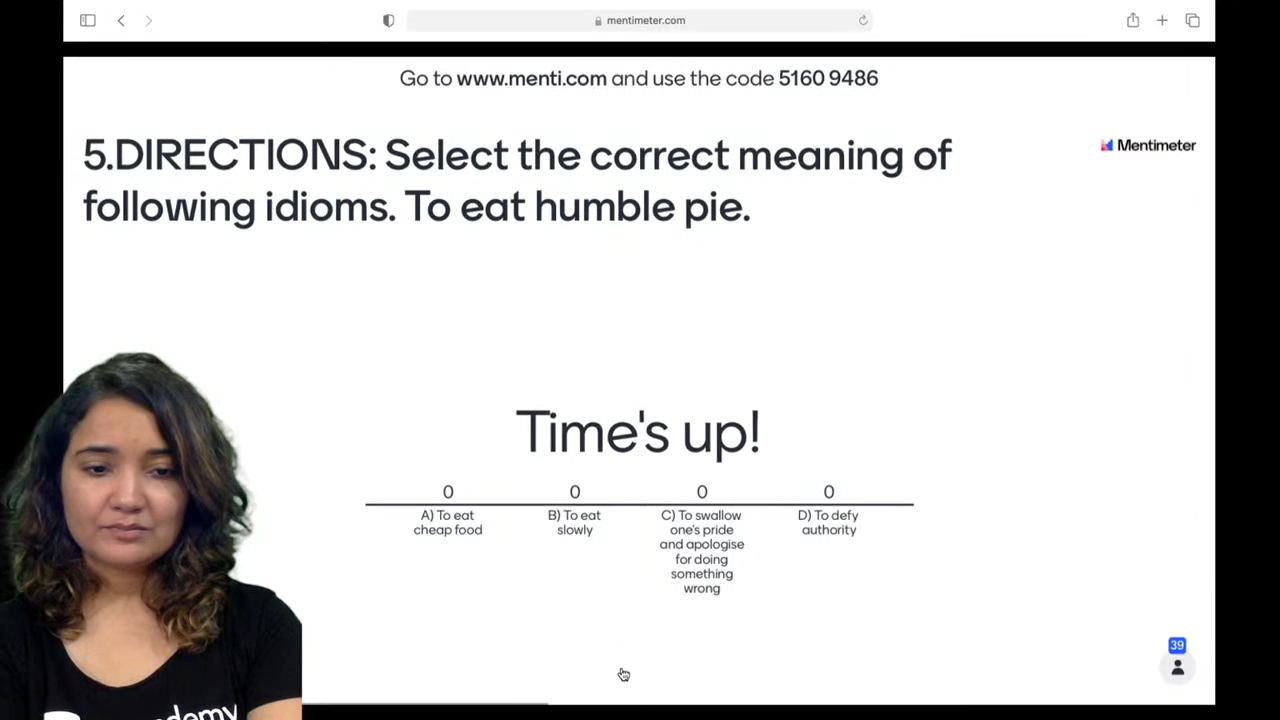 mentimeter.com
Go to www.menti.com and use the code 5160 9486
5.DIRECTIONS: Select the correct meaning of
following idioms. To eat humble pie.
Mentimeter
Time's up!
0 0 0 0
A) To eat
cheap food
B) To eat
slowly
C) To swallow
one's pride
and apologise
for doing
something
wrong
D) To defy
authority
39